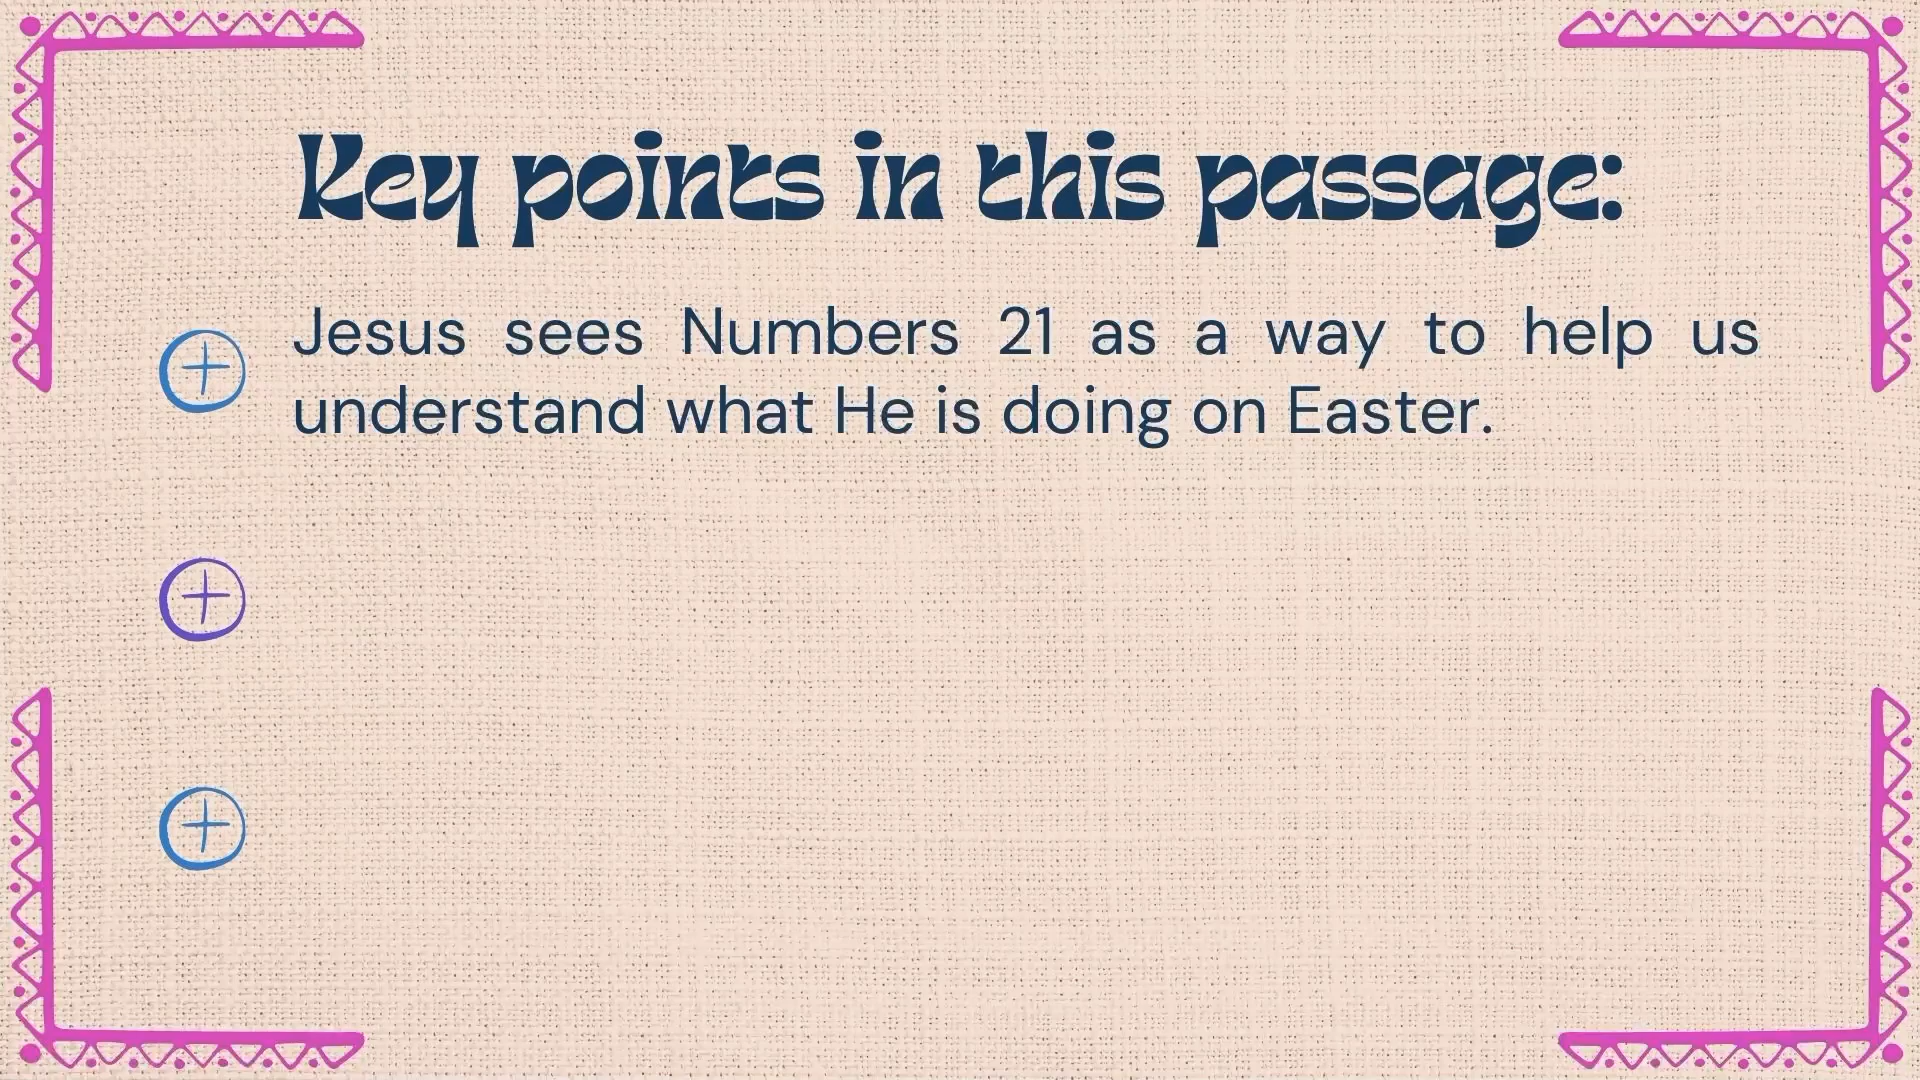 Key points in this passage:
Jesus sees Numbers 21 as a way to help us
understand what He is doing on Easter.